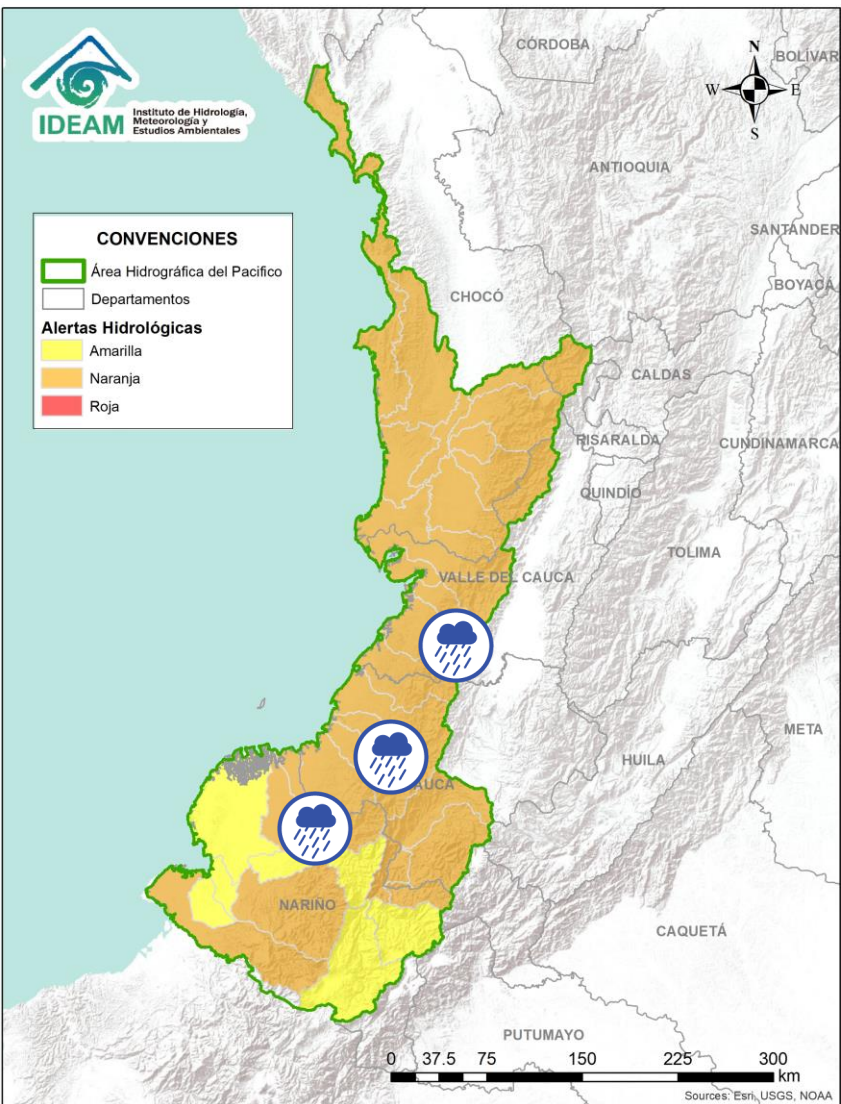 IDEAM
Instituto de Hidrología,
Meteorología y
Estudios Ambientales
N
W
E
S
CONVENCIONES
Área Hidrográfica del Pacifico
Departamentos
Alertas Hidrológicas
Amarilla
Naranja
Roja
CÓRDOBA
BOLÍVAR
ANTIOQUIA
SANTANDER
BOYACÁ
CHOCÓ
CALDAS
RISARALDA
CUNDINAMARCA
QUINDÍO
TOLIMA
VALLE DEL CAUCA
META
HUILA
AUCA
NARIÑO
CAQUETÁ
PUTUMAYO
0 37.5 75 150 225 300
km
Sources: Esri, USGS, NOAA